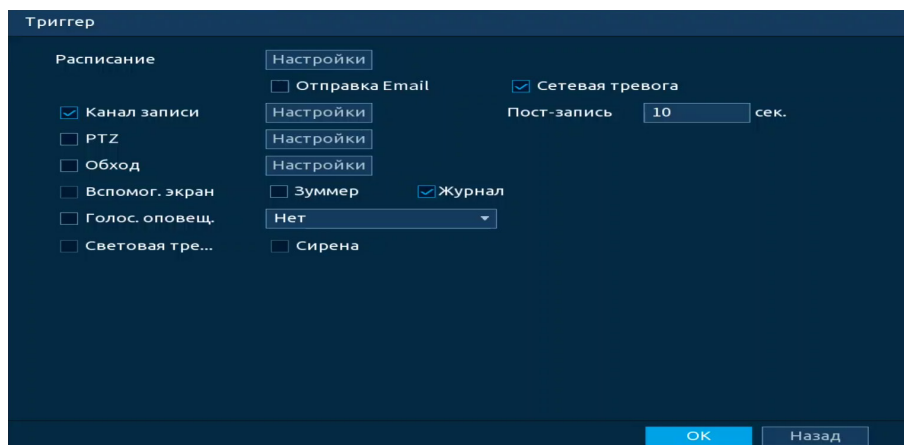 Триггер
Расписание Настройки
Отправка Email Сетевая тревога
Канал записи Настройки Пост-запись 10 сек.
PTZ Настройки
Обход Настройки
Вспомог. экран Зуммер Журнал
Голос. оповещ. Нет
Световая тре... Сирена
OK Назад